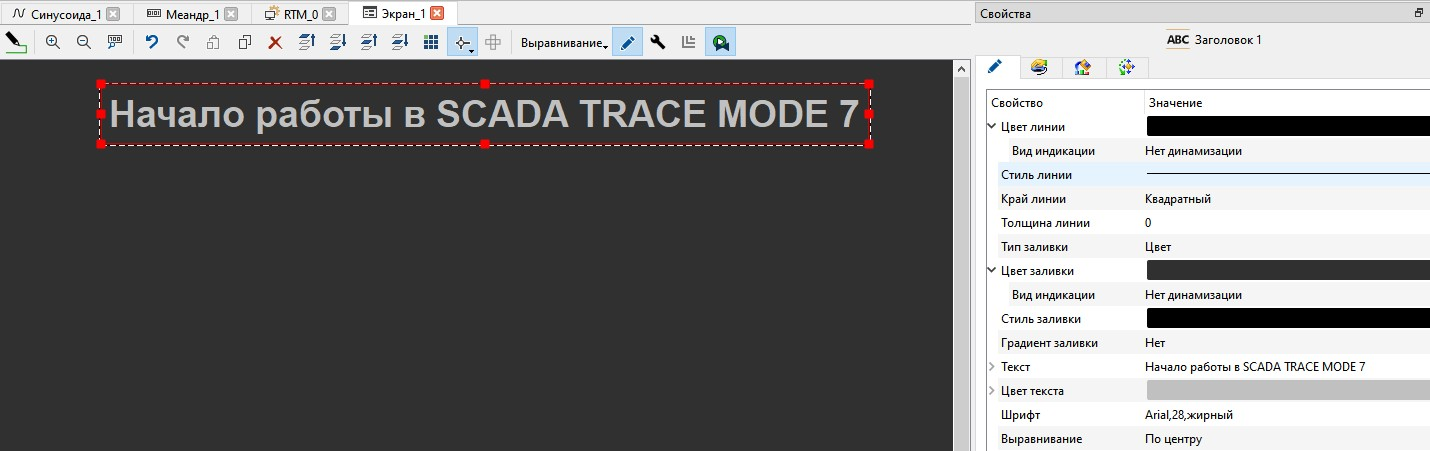 Синусоида_1
Меандр_1
RTM_0
Экран_1
Свойства
100
Выравнивание
ABC Заголовок 1
Начало работы в SCADA TRACE MODE 7
Свойство Значение
Цвет линии
Вид индикации Нет динамизации
Стиль линии
Край линии Квадратный
Толщина линии 0
Тип заливки Цвет
Цвет заливки
Вид индикации Нет динамизации
Стиль заливки
Градиент заливки Нет
Текст Начало работы в SCADA TRACE MODE 7
Цвет текста
Шрифт Arial,28,жирный
Выравнивание По центру